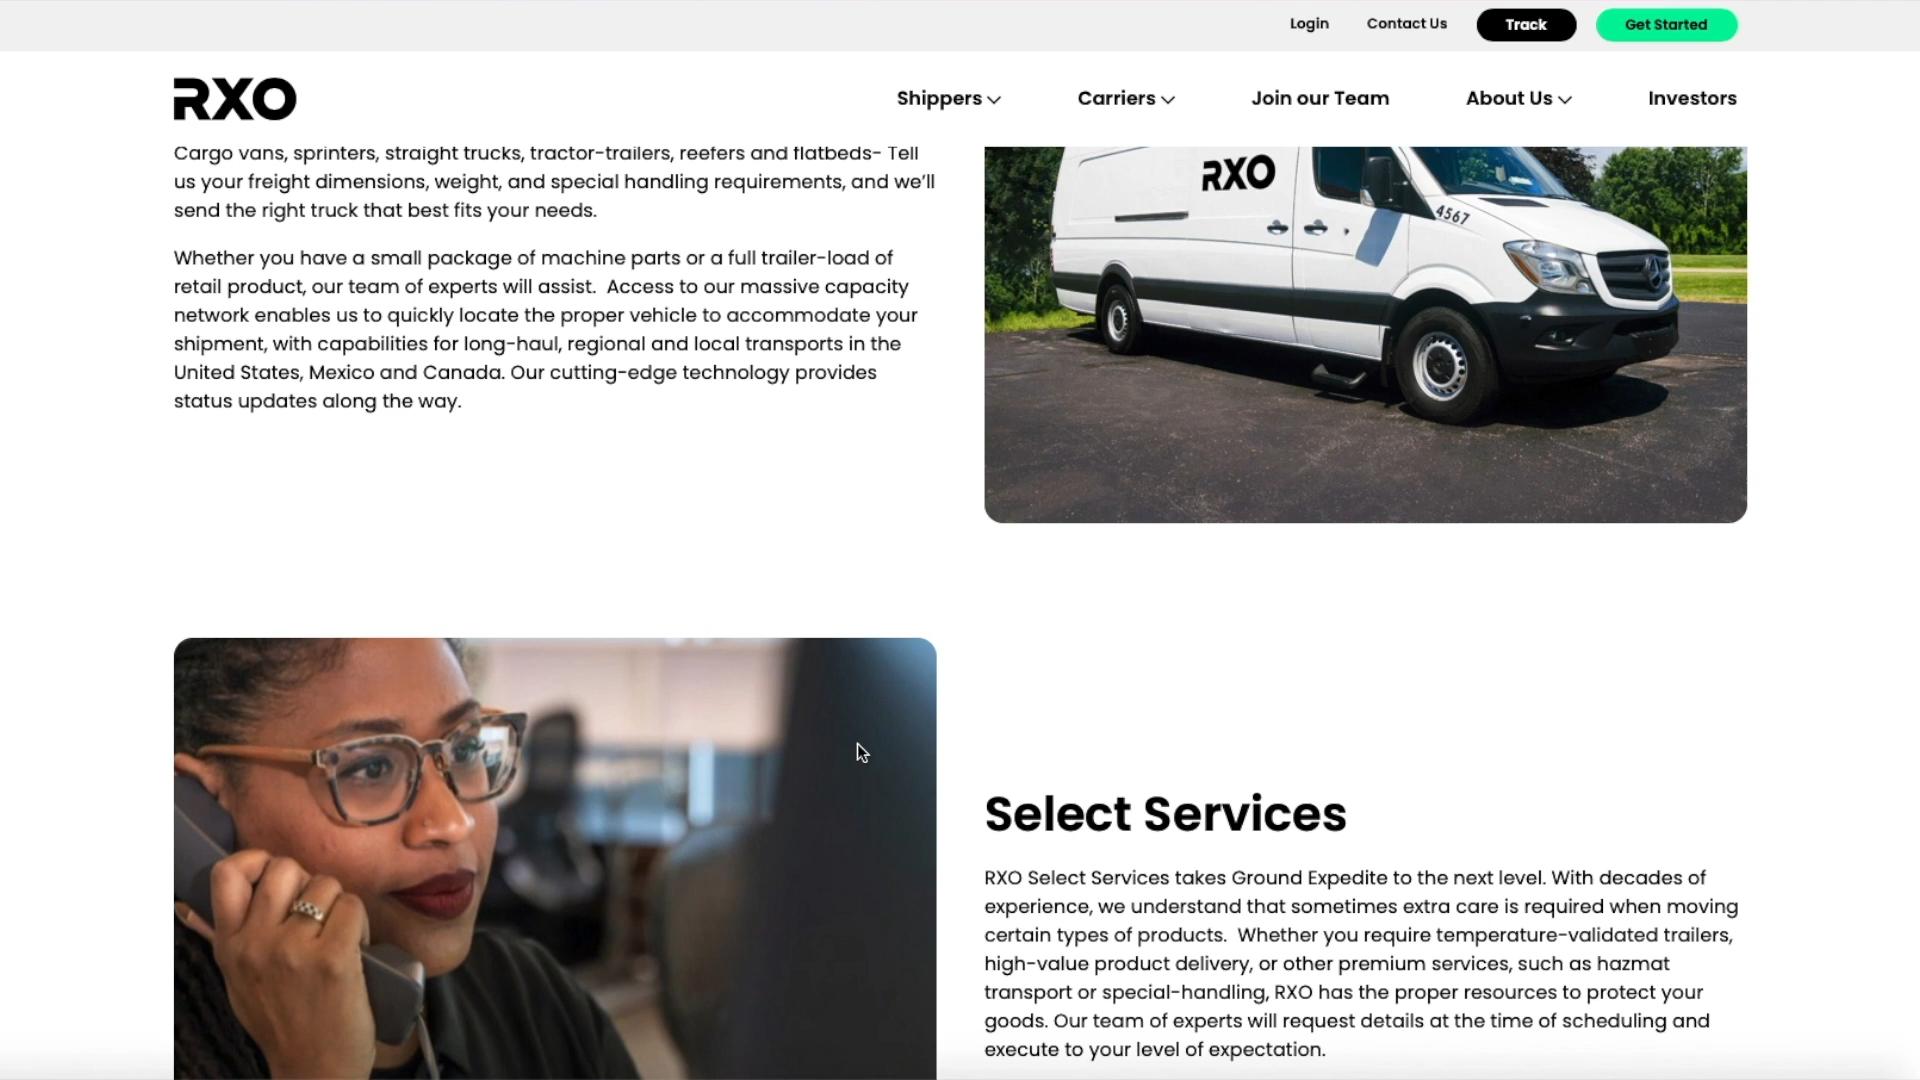 Login Contact Us Track Get Started
RXO Shippers Carriers Join our Team About Us Investors
Cargo vans, sprinters, straight trucks, tractor-trailers, reefers and flatbeds- Tell
us your freight dimensions, weight, and special handling requirements, and we'll
send the right truck that best fits your needs.
Whether you have a small package of machine parts or a full trailer-load of
retail product, our team of experts will assist.  Access to our massive capacity
network enables us to quickly locate the proper vehicle to accommodate your
shipment, with capabilities for long-haul, regional and local transports in the
United States, Mexico and Canada. Our cutting-edge technology provides
status updates along the way.
RXO
4567
Select Services
RXO Select Services takes Ground Expedite to the next level. With decades of
experience, we understand that sometimes extra care is required when moving
certain types of products.  Whether you require temperature-validated trailers,
high-value product delivery, or other premium services, such as hazmat
transport or special-handling, RXO has the proper resources to protect your
goods. Our team of experts will request details at the time of scheduling and
execute to your level of expectation.